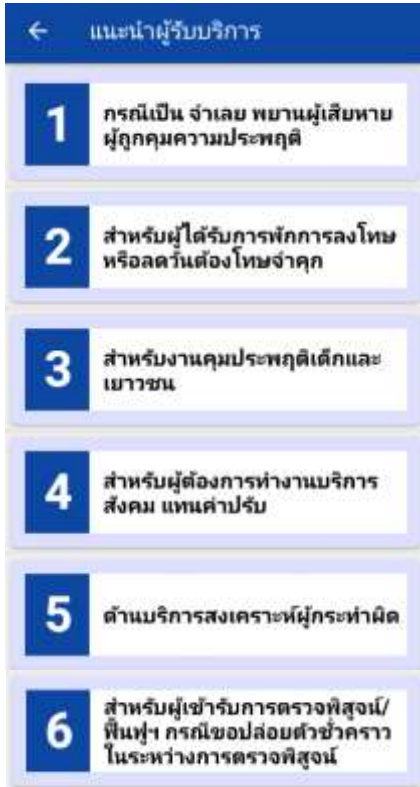 แนะนำผู้รับบริการ
1
กรณีเป็น จำเลย พยานผู้เสียหาย
ผู้ถูกคุมความประพฤติ
2
สำหรับผู้ได้รับการพักการลงโทษ
หรือลดวันต้องโทษจำคุก
3
สำหรับงานคุมประพฤติเด็กและ
เยาวชน
4
สำหรับผู้ต้องการทำงานบริการ
สังคม แทนค่าปรับ
5
ด้านบริการสงเคราะห์ผู้กระทำผิด
6
สำหรับผู้เข้ารับการตรวจพิสูจน์/
ฟื้นฟูฯ กรณีขอปล่อยตัวชั่วคราว
ในระหว่างการตรวจพิสูจน์